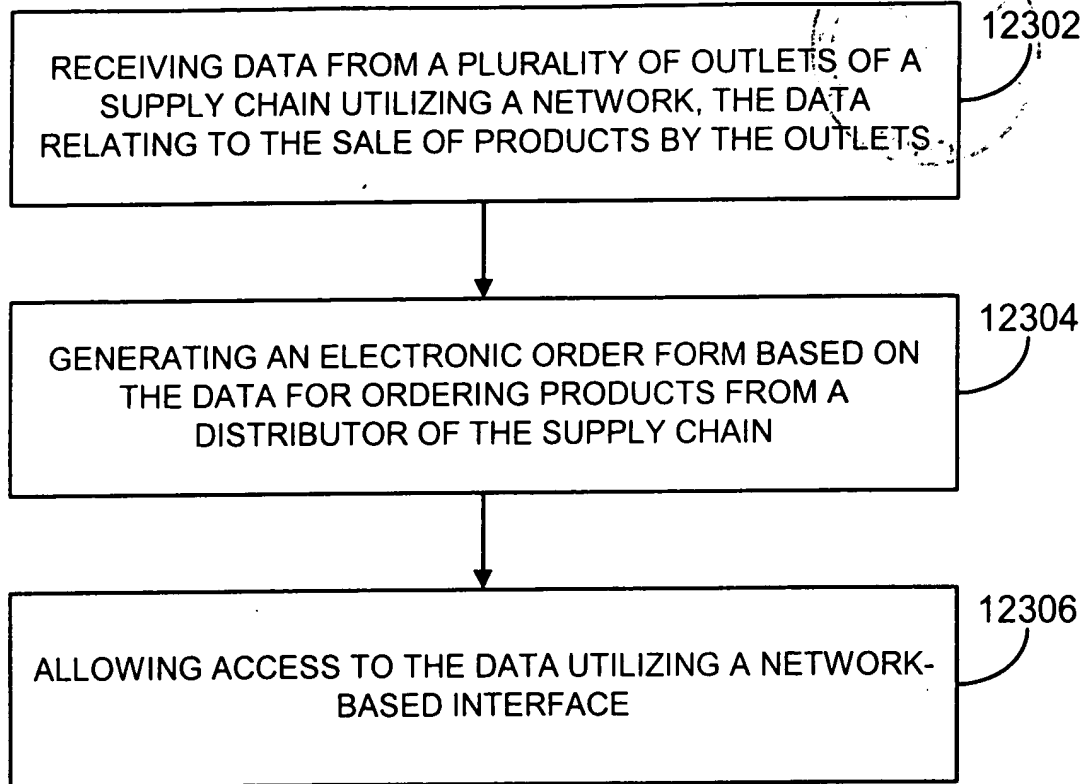 12302
RECEIVING DATA FROM A PLURALITY OF OUTLETS OF A
SUPPLY CHAIN UTILIZING A NETWORK, THE DATA
RELATING TO THE SALE OF PRODUCTS BY THE OUTLETS
12304
GENERATING AN ELECTRONIC ORDER FORM BASED ON
THE DATA FOR ORDERING PRODUCTS FROM A
DISTRIBUTOR OF THE SUPPLY CHAIN
12306
ALLOWING ACCESS TO THE DATA UTILIZING A NETWORK-
BASED INTERFACE